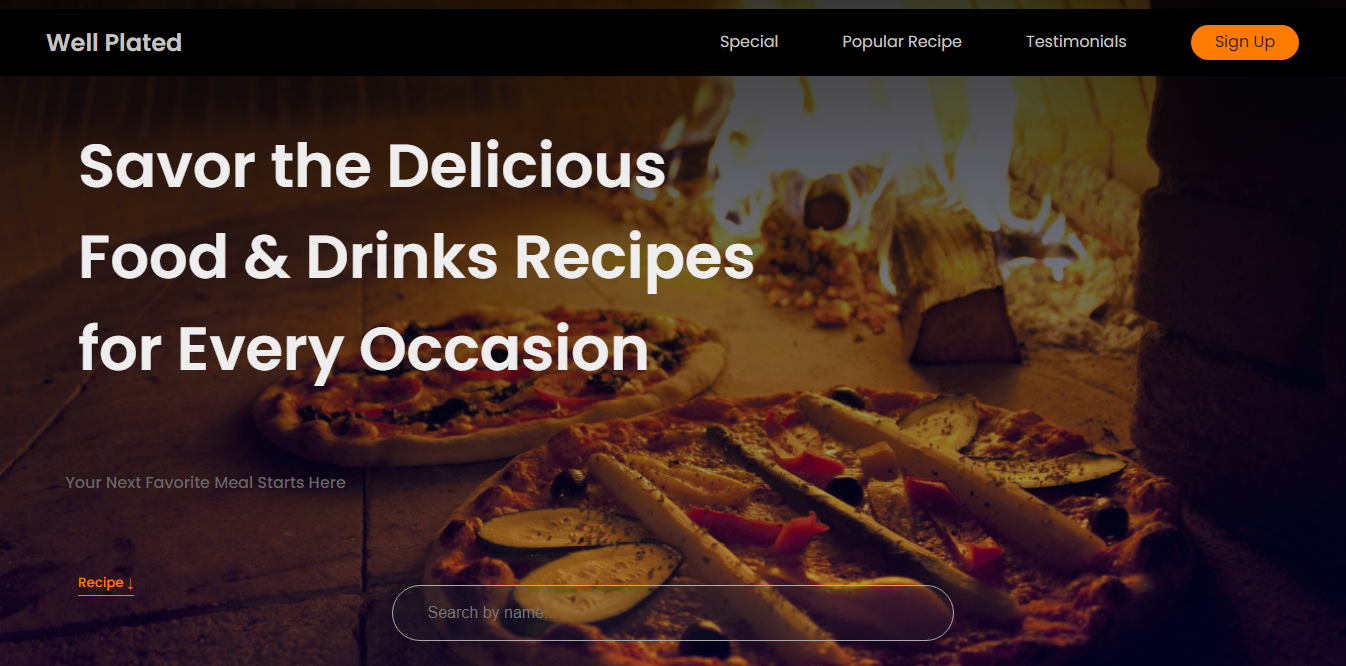 Well Plated
Special
Popular Recipe
Testimonials
Sign Up
Savor the Delicious
Food & Drinks Recipes
for Every Occasion
Your Next Favorite Meal Starts Here
Recipe ↓
Search by name...